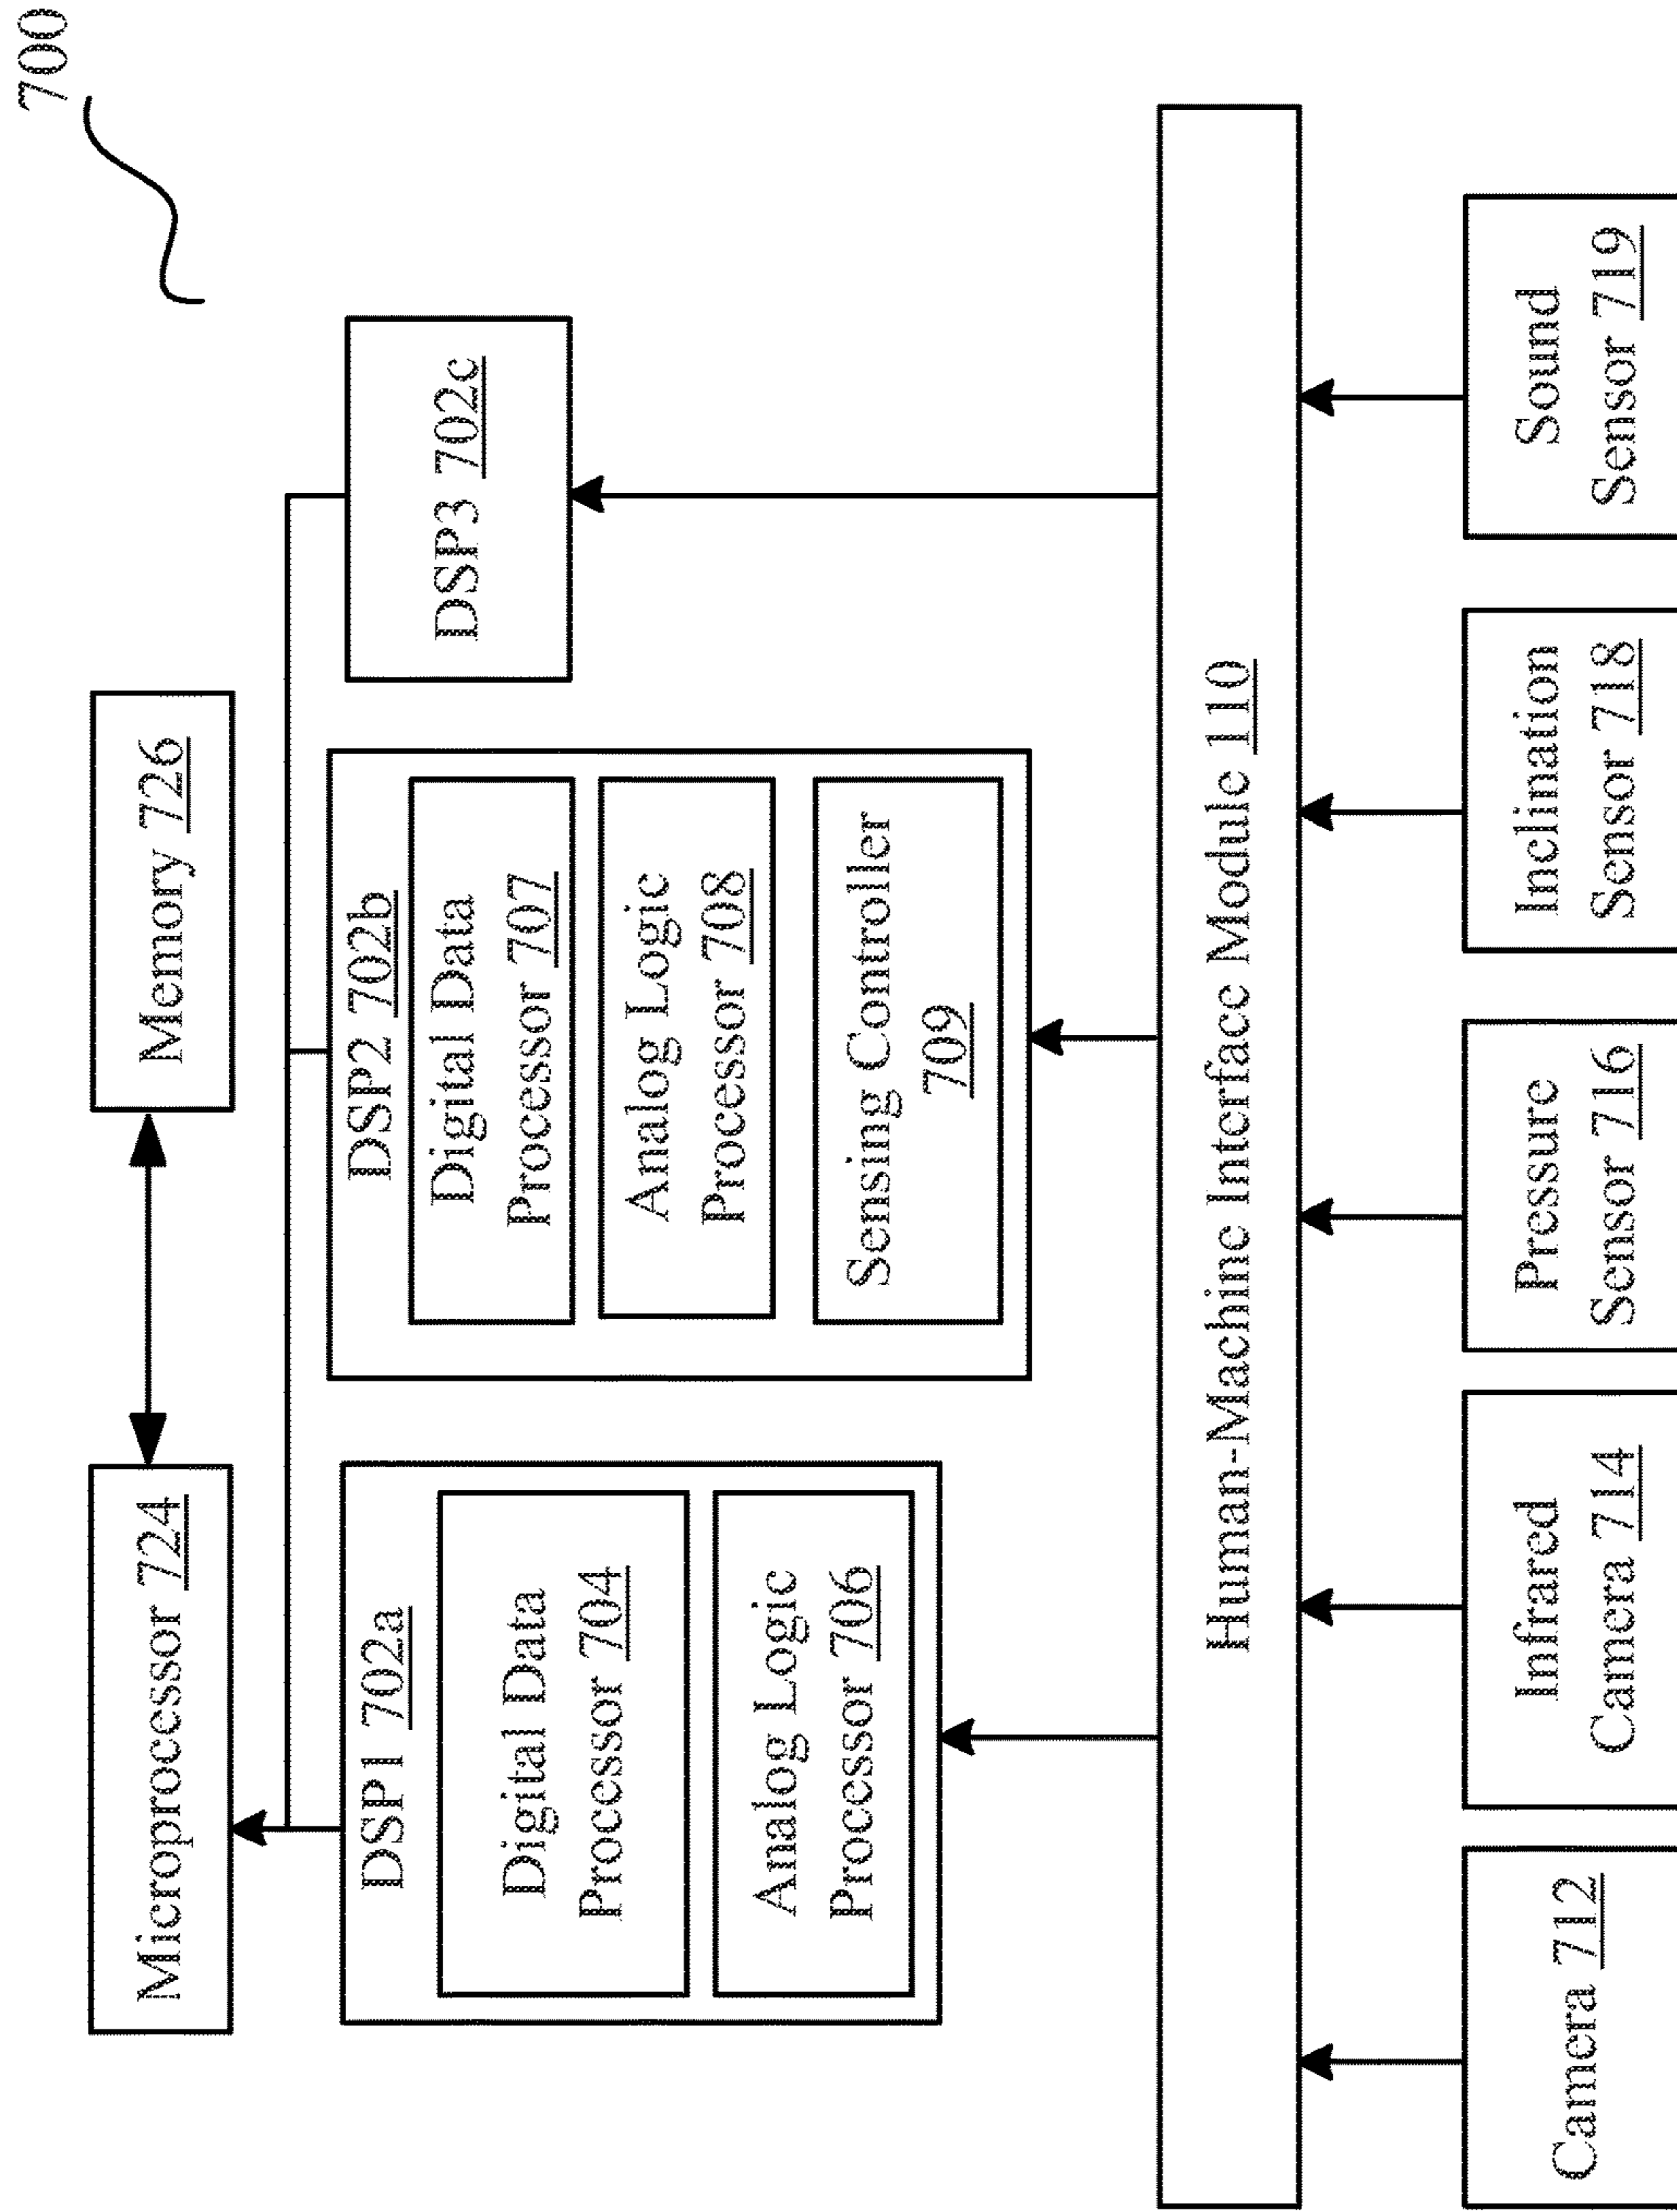 700
Microprocessor 724
Memory 726
DSP1 702a
Digital Data
Processor 704
Analog Logic
Processor 706
DSP2 702b
Digital Data
Processor 707
Analog Logic
Processor 708
Sensing Controller
709
DSP3 702c
Human-Machine Interface Module 110
Camera 712
Infrared
Camera 714
Pressure
Sensor 716
Inclination
Sensor 718
Sound
Sensor 719